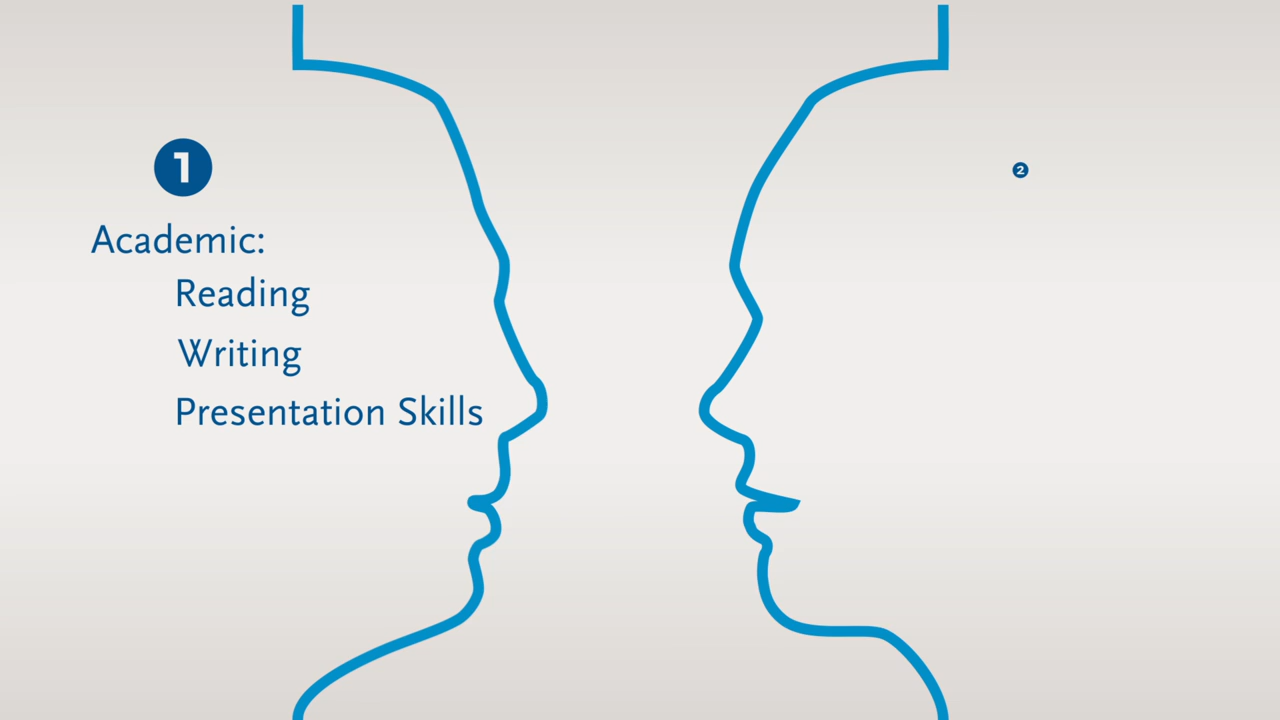 1
Academic:
Reading
Writing
Presentation Skills
2